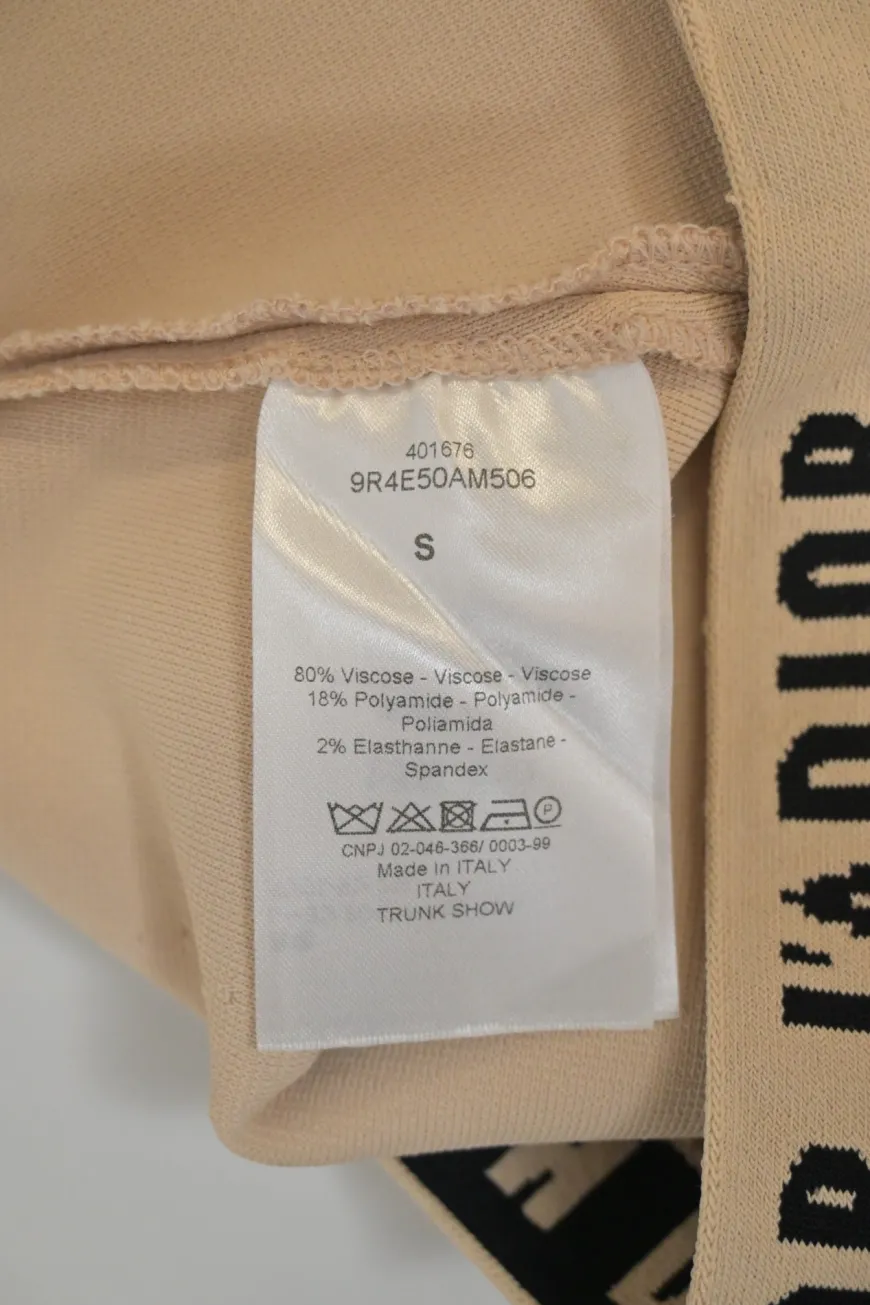 401676
9R4E50AM506
S
80% Viscose - Viscose - Viscose
18% Polyamide - Polyamide -
Poliamida
2% Elasthanne - Elastane -
Spandex
P
CNPJ 02-046-366/ 0003-99
Made in ITALY
ITALY
TRUNK SHOW
J'ADIOR